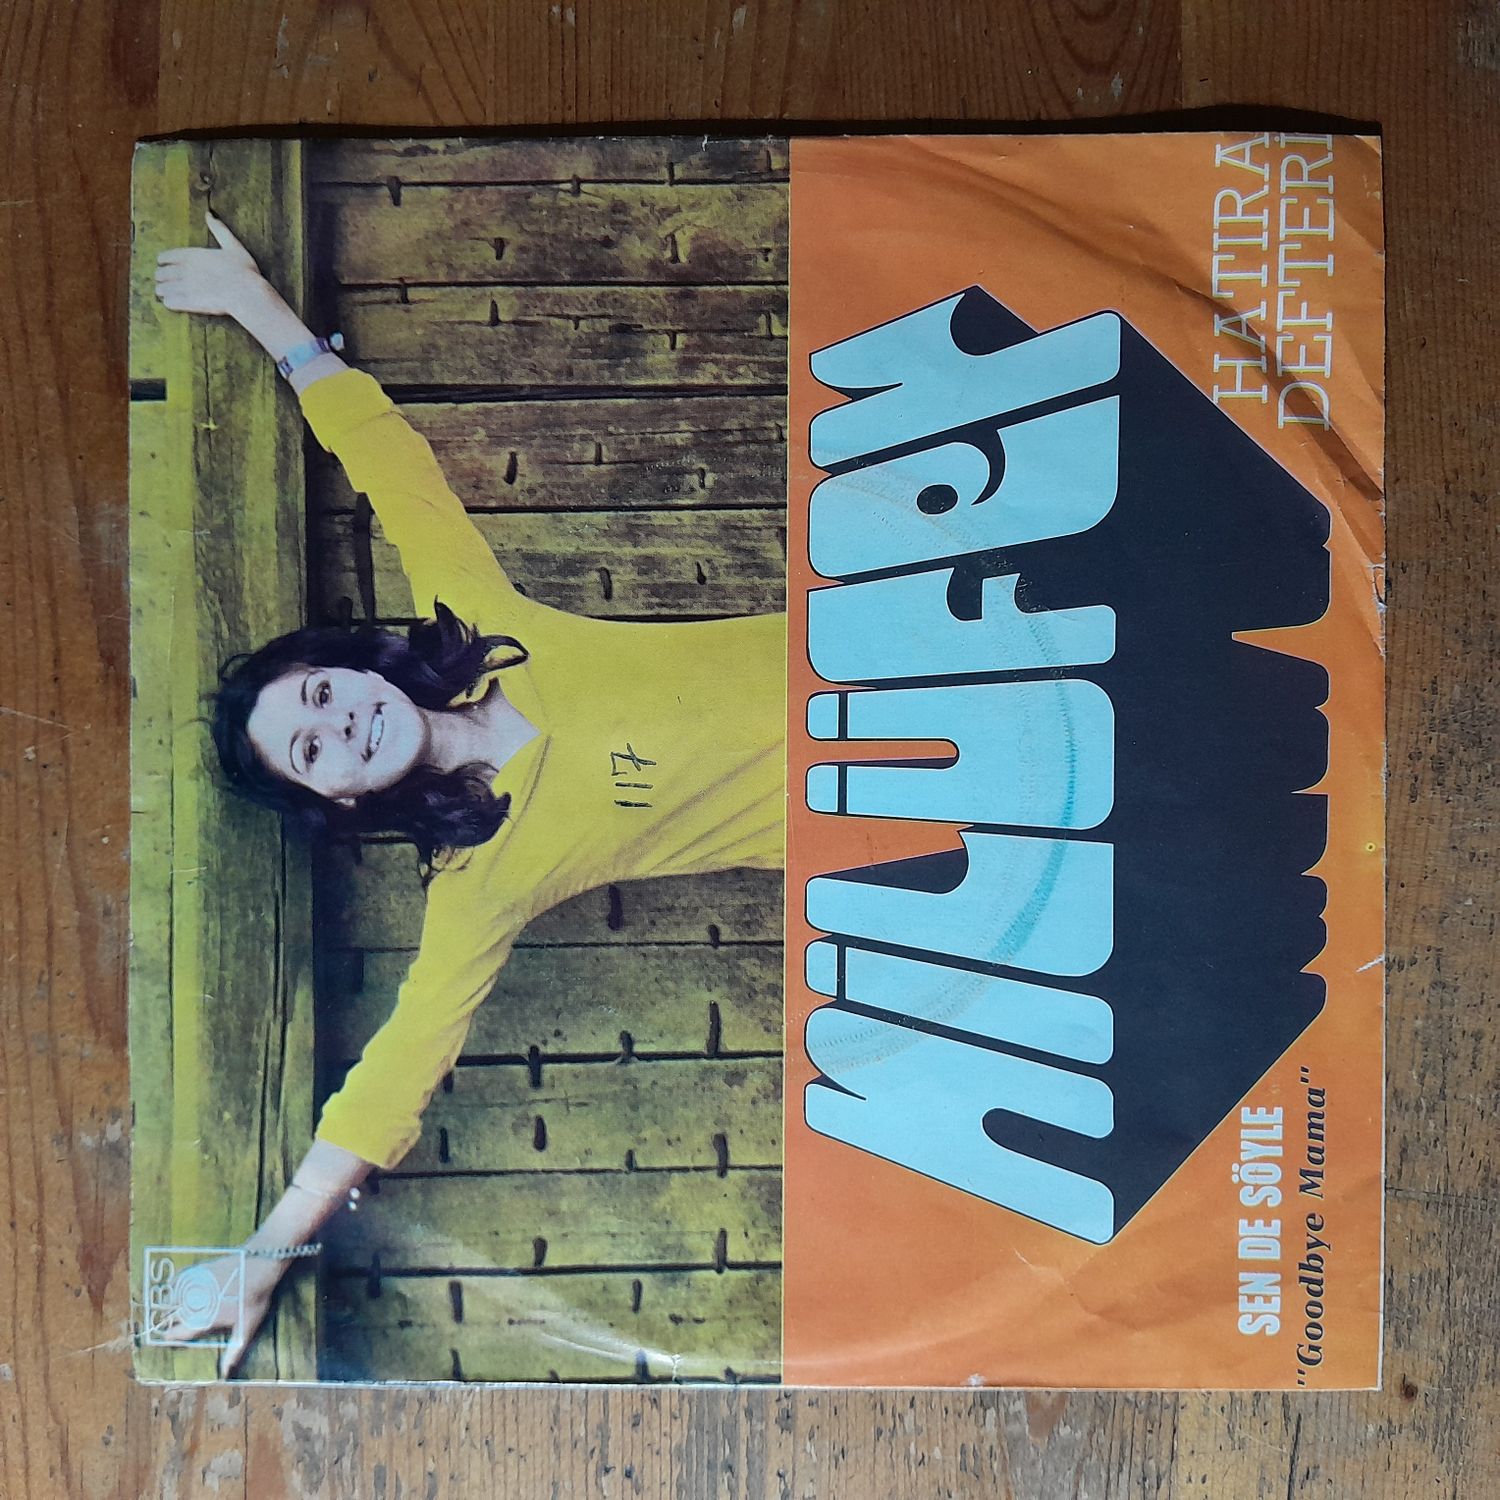 CBS
117
NİLÜFER
SEN DE SÖYLE
"Goodbye Mama"
HATIRA
DEFTERİ